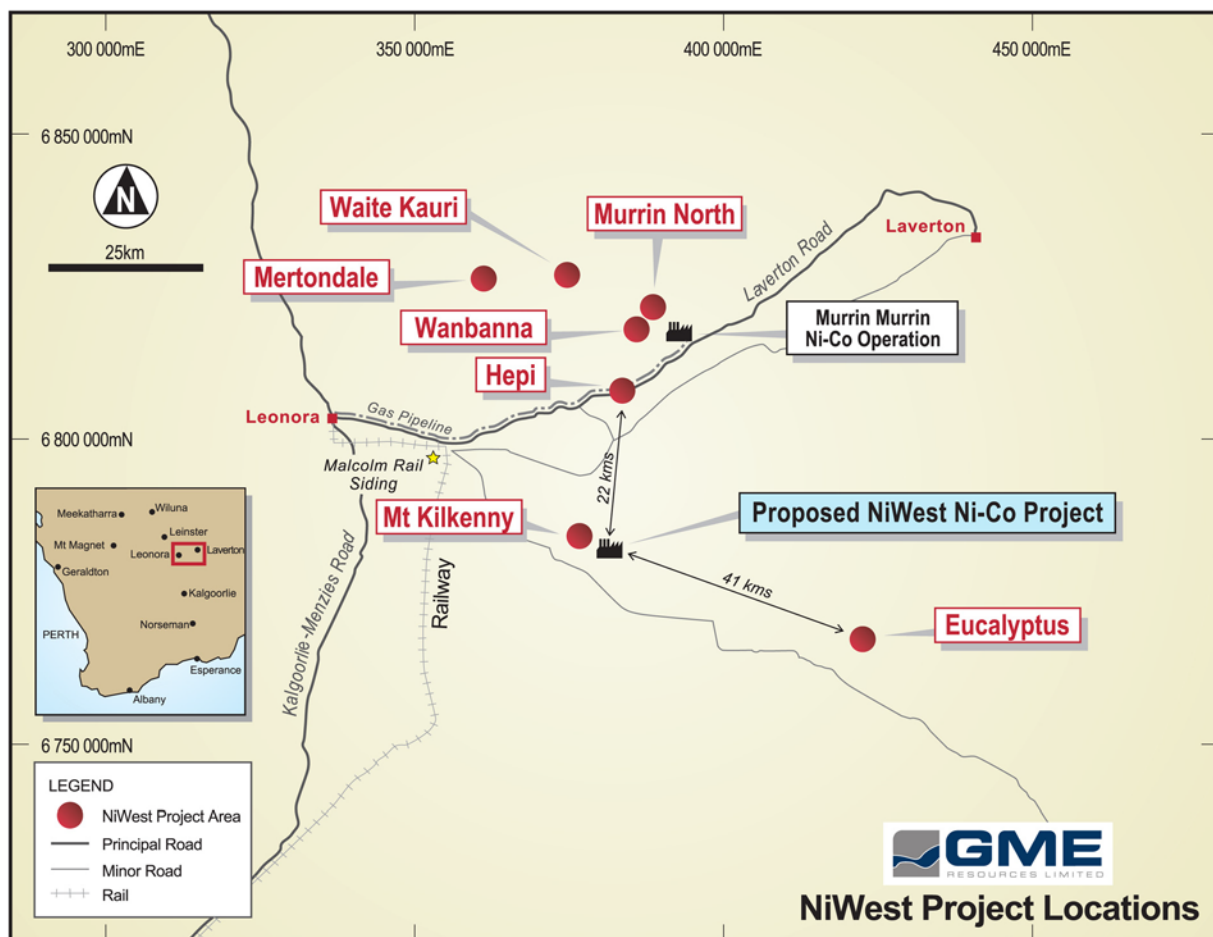 300 000mE
350 000mE
400 000mE
450 000mE
6 850 000mN
N
25km
Waite Kauri
Murrin North
Laverton
Mertondale
Laverton Road
Wanbanna
Murrin Murrin
Ni-Co Operation
Hepi
Leonora
Gas Pipeline
6 800 000mN
Malcolm Rail
Siding
22 kms
Mt Kilkenny
Proposed NiWest Ni-Co Project
41 kms
Eucalyptus
Railway
Kalgoorlie-Menzies Road
Wiluna
Meekatharra
Leinster
Mt Magnet
Leonora
Laverton
Geraldton
Kalgoorlie
Norseman
PERTH
Esperance
Albany
6 750 000mN
LEGEND
NiWest Project Area
Principal Road
Minor Road
Rail
GME
RESOURCES LIMITED
NiWest Project Locations